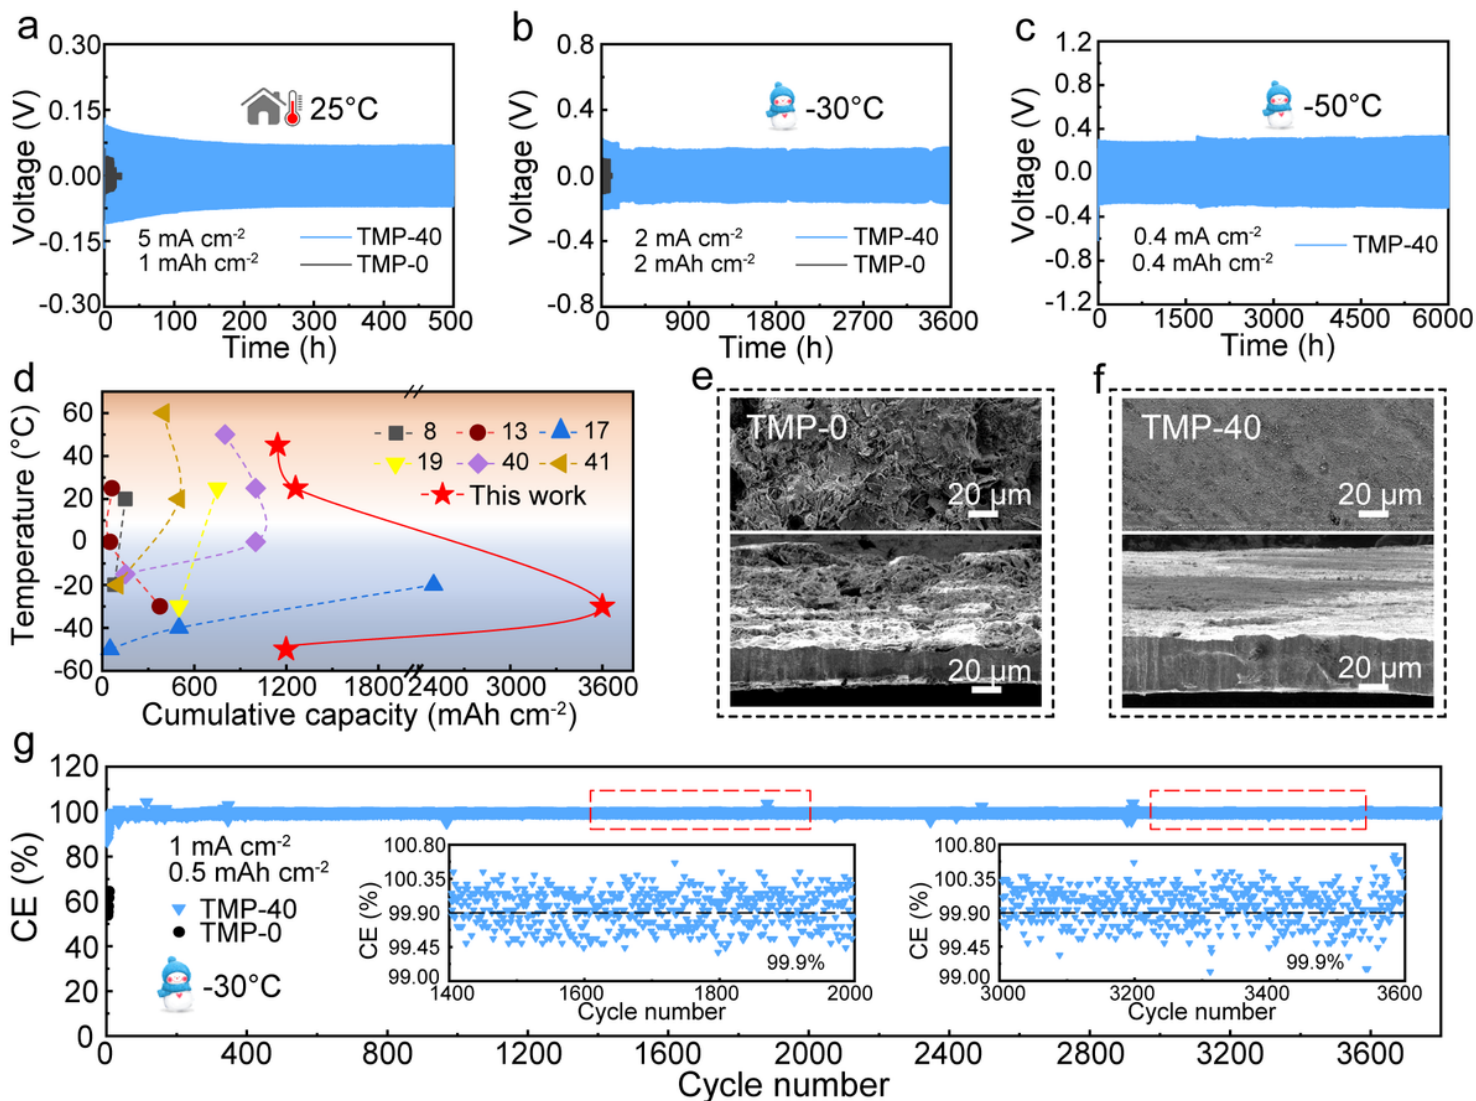 a
0.30
0.15
0.00
-0.15
-0.30
Voltage (V)
25°C
5 mA cm⁻²
1 mAh cm⁻²
TMP-40
TMP-0
0 100 200 300 400 500
Time (h)
b
0.8
0.4
0.0
-0.4
-0.8
Voltage (V)
-30°C
2 mA cm⁻²
2 mAh cm⁻²
TMP-40
TMP-0
0 900 1800 2700 3600
Time (h)
c
1.2
0.8
0.4
0.0
-0.4
-0.8
-1.2
Voltage (V)
-50°C
0.4 mA cm⁻²
0.4 mAh cm⁻²
TMP-40
0 1500 3000 4500 6000
Time (h)
d
60
40
20
0
-20
-40
-60
Temperature (°C)
8 13 17
19 40 41
This work
0 600 1200 1800 2400 3000 3600
Cumulative capacity (mAh cm⁻²)
e
TMP-0
20 μm
20 μm
f
TMP-40
20 μm
20 μm
g
120
100
80
60
40
20
0
CE (%)
1 mA cm⁻²
0.5 mAh cm⁻²
TMP-40
TMP-0
-30°C
100.80
100.35
99.90
99.45
99.00
CE (%)
99.9%
1400 1600 1800 2000
Cycle number
100.80
100.35
99.90
99.45
99.00
CE (%)
99.9%
3000 3200 3400 3600
Cycle number
0 400 800 1200 1600 2000 2400 2800 3200 3600
Cycle number